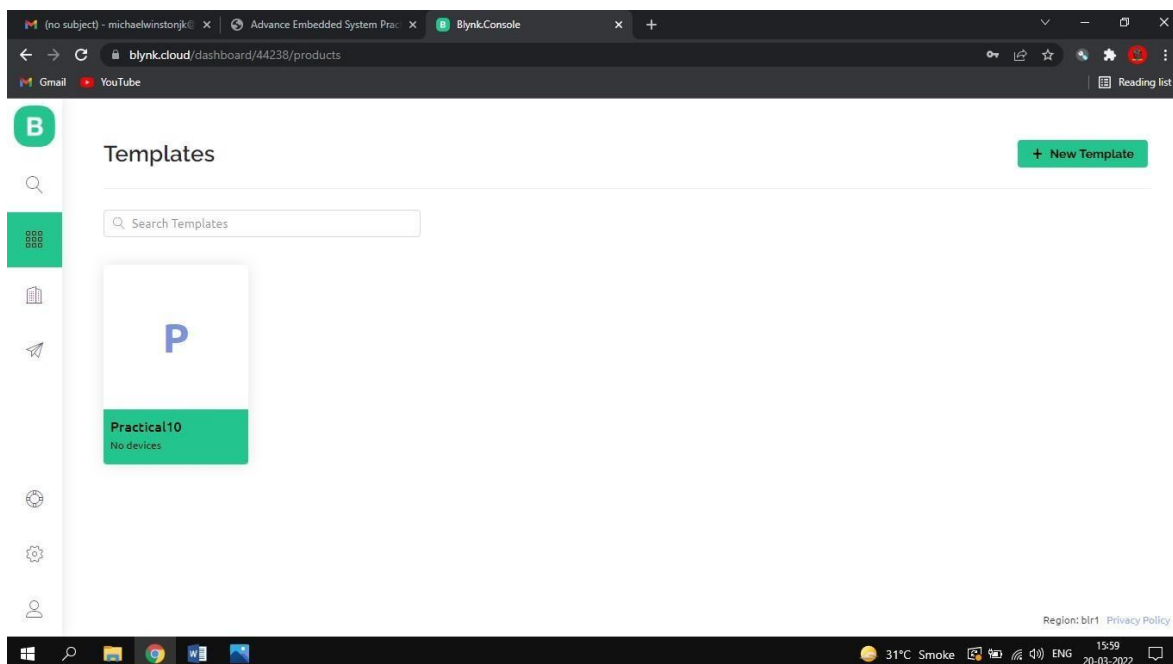 (no subject) - michaelwinstonjk@
Advance Embedded System Prac
B Blynk.Console
blynk.cloud/dashboard/44238/products
Gmail
YouTube
Reading list
B
Templates
+ New Template
Search Templates
P
Practical10
No devices
Region: blr1 Privacy Policy
31°C Smoke
ENG
15:59
20-03-2022